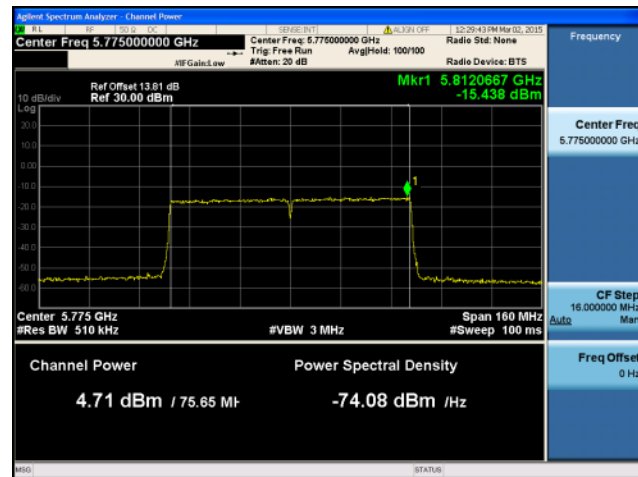 Agilent Spectrum Analyzer - Channel Power
RL RF 50 Ω DC SENSE:INT ALIGN OFF 12:29:43 PM Mar 02, 2015
Center Freq 5.775000000 GHz
Center Freq: 5.775000000 GHz
Radio Std: None
Trig: Free Run Avg|Hold: 100/100
#IFGain:Low #Atten: 20 dB Radio Device: BTS
Frequency
Ref Offset 13.81 dB
10 dB/div Ref 30.00 dBm
Mkr1 5.8120667 GHz
-15.438 dBm
Log
20.0
10.0
0.00
-10.0
-20.0
-30.0
-40.0
-50.0
-60.0
1
Center 5.775 GHz Span 160 MHz
#Res BW 510 kHz #VBW 3 MHz #Sweep 100 ms
Channel Power Power Spectral Density
4.71 dBm / 75.65 MH -74.08 dBm /Hz
Center Freq
5.775000000 GHz
CF Step
16.000000 MHz
Auto Man
Freq Offset
0 Hz
MSG STATUS